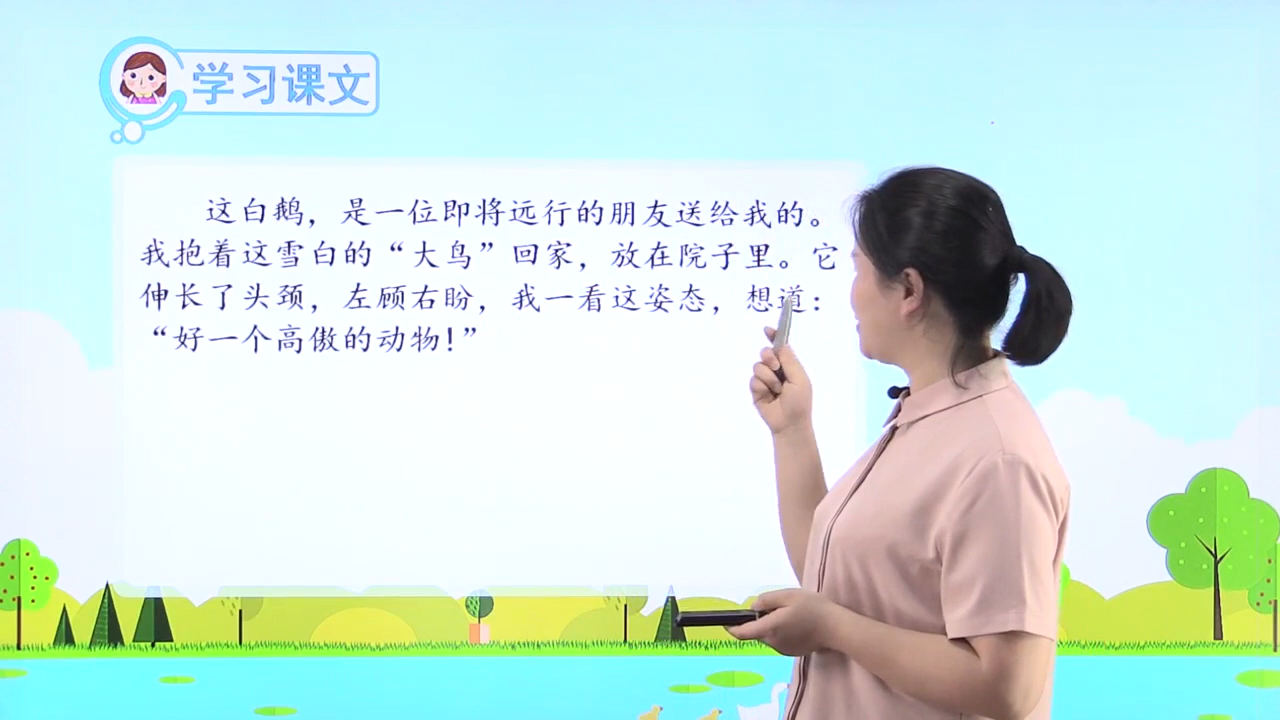 学习课文
这白鹅，是一位即将远行的朋友送给我的。
我抱着这雪白的“大鸟”回家，放在院子里。它
伸长了头颈，左顾右盼，我一看这姿态，想道：
“好一个高傲的动物！”